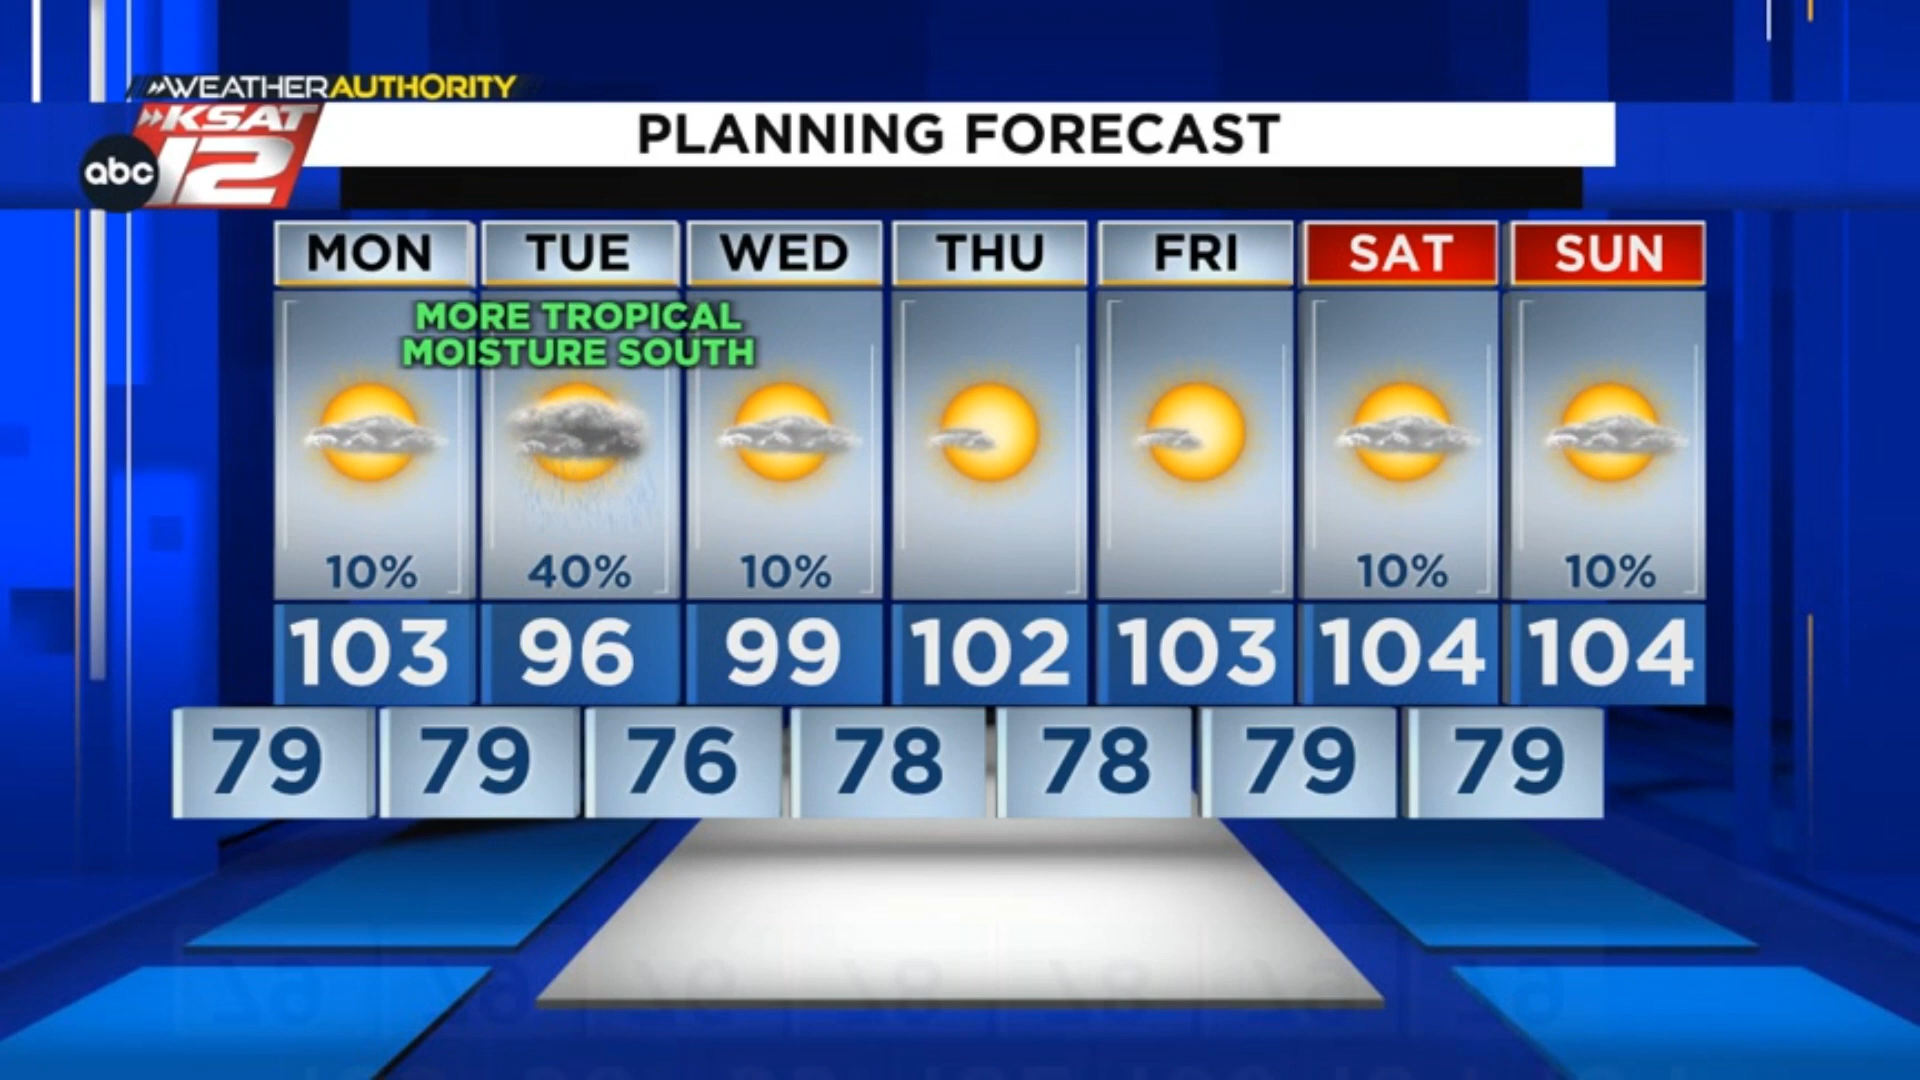 WEATHERAUTHORITY
KSAT
abc 12
PLANNING FORECAST
MON TUE WED THU FRI SAT SUN
MORE TROPICAL
MOISTURE SOUTH
10% 40% 10% 10% 10%
103 96 99 102 103 104 104
79 79 76 78 78 79 79